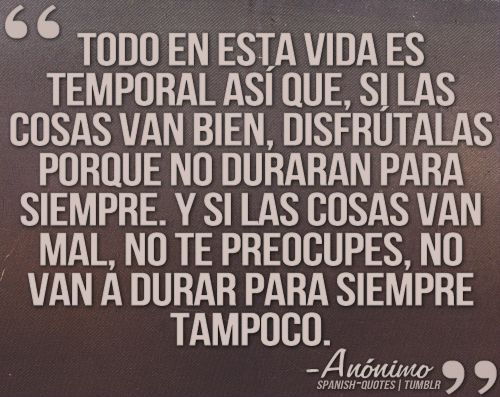 “
TODO EN ESTA VIDA ES
TEMPORAL ASÍ QUE, SI LAS
COSAS VAN BIEN, DISFRÚTALAS
PORQUE NO DURARAN PARA
SIEMPRE. Y SI LAS COSAS VAN
MAL, NO TE PREOCUPES, NO
VAN A DURAR PARA SIEMPRE
TAMPOCO.
-Anónimo
SPANISH-QUOTES | TUMBLR ”